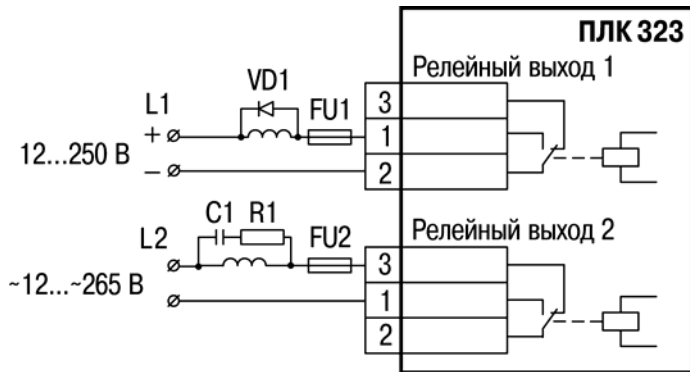 ПЛК 323
Релейный выход 1
VD1
L1
FU1
3
+
1
12...250 В
–
2
C1 R1
Релейный выход 2
L2
FU2
3
~12...~265 В
1
2